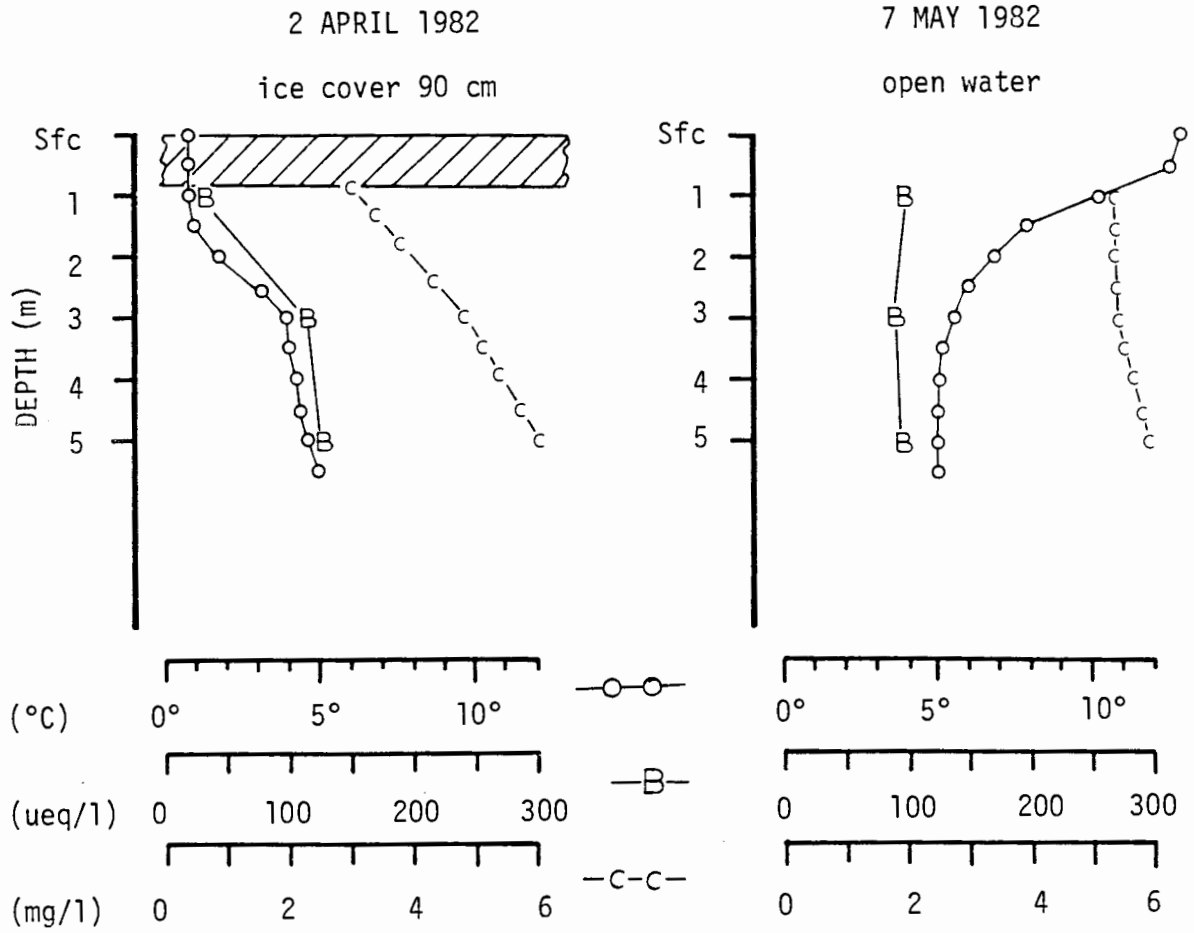 2 APRIL 1982
ice cover 90 cm
7 MAY 1982
open water
DEPTH (m)
Sfc
1
2
3
4
5
B
B
B
C
C
C
C
C
C
C
C
C
Sfc
1
2
3
4
5
B
B
B
C
C
C
C
C
C
C
C
C
(°C) 0° 5° 10° 0° 5° 10°
(ueq/l) 0 100 200 300 B 0 100 200 300
(mg/l) 0 2 4 6 C-C 0 2 4 6